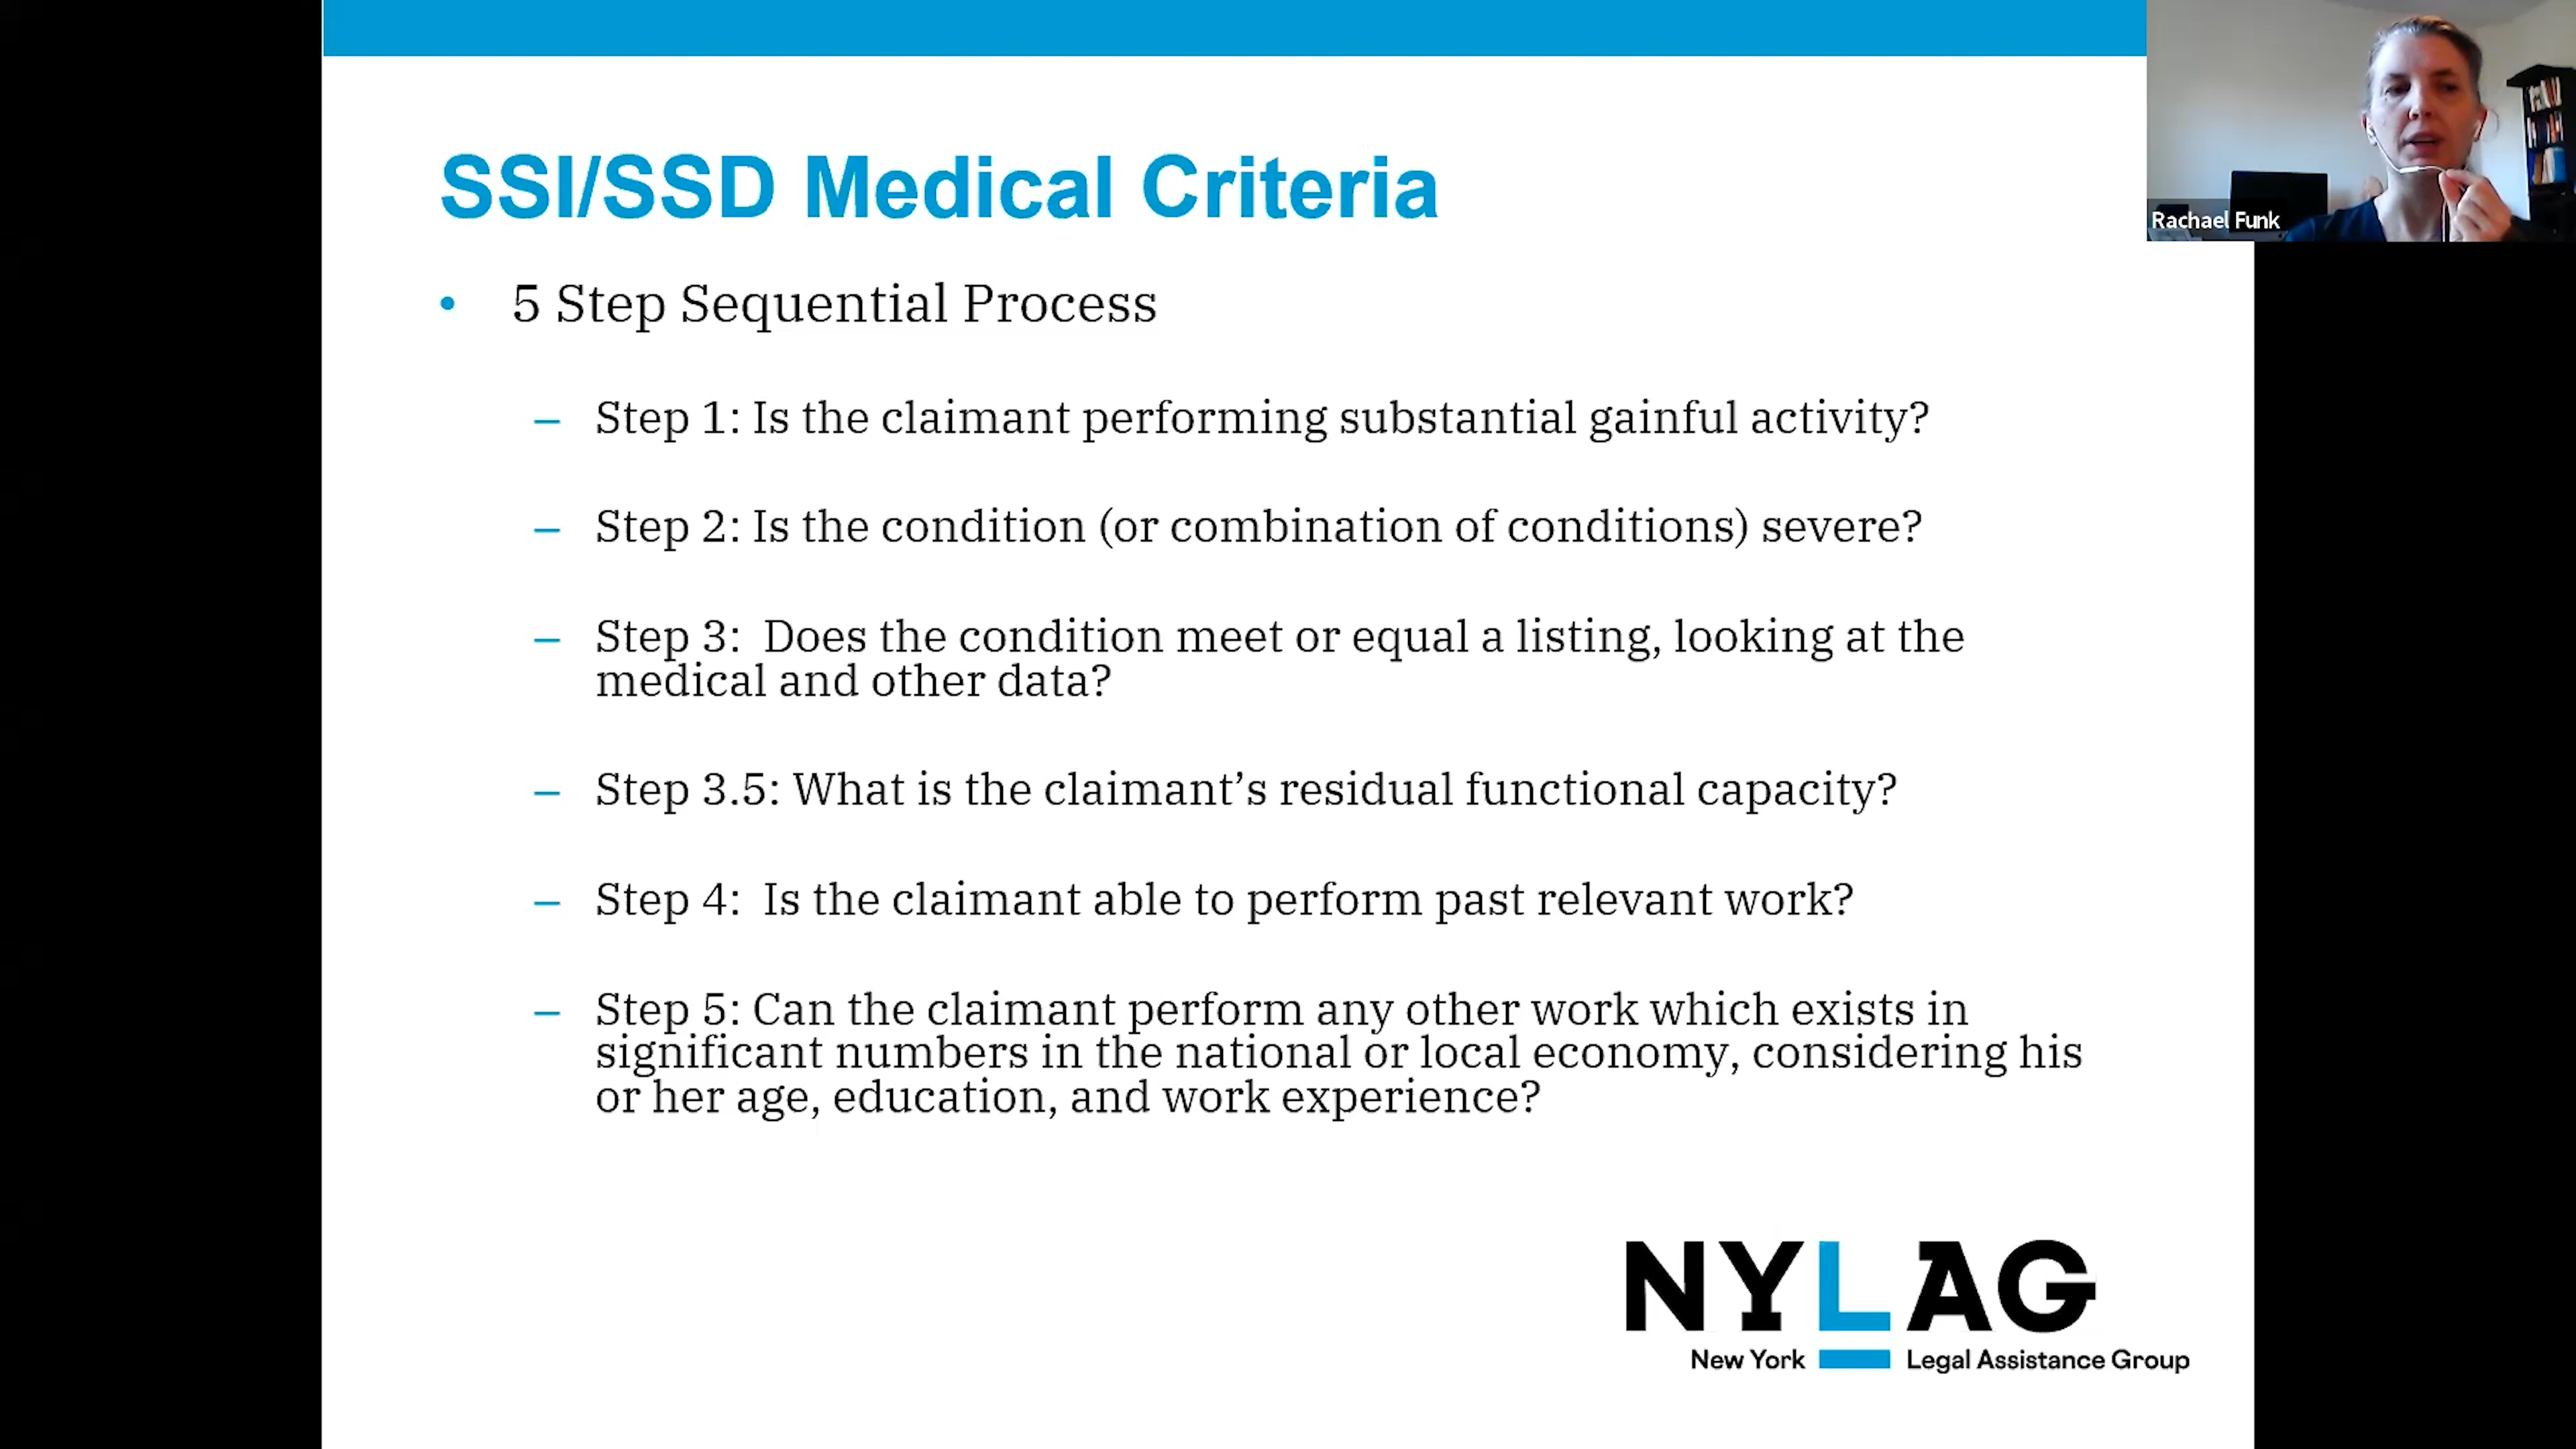 SSI/SSD Medical Criteria
Rachael Funk
• 5 Step Sequential Process
– Step 1: Is the claimant performing substantial gainful activity?
– Step 2: Is the condition (or combination of conditions) severe?
– Step 3:  Does the condition meet or equal a listing, looking at the
medical and other data?
– Step 3.5: What is the claimant’s residual functional capacity?
– Step 4:  Is the claimant able to perform past relevant work?
– Step 5: Can the claimant perform any other work which exists in
significant numbers in the national or local economy, considering his
or her age, education, and work experience?
NYLAG
New York Legal Assistance Group